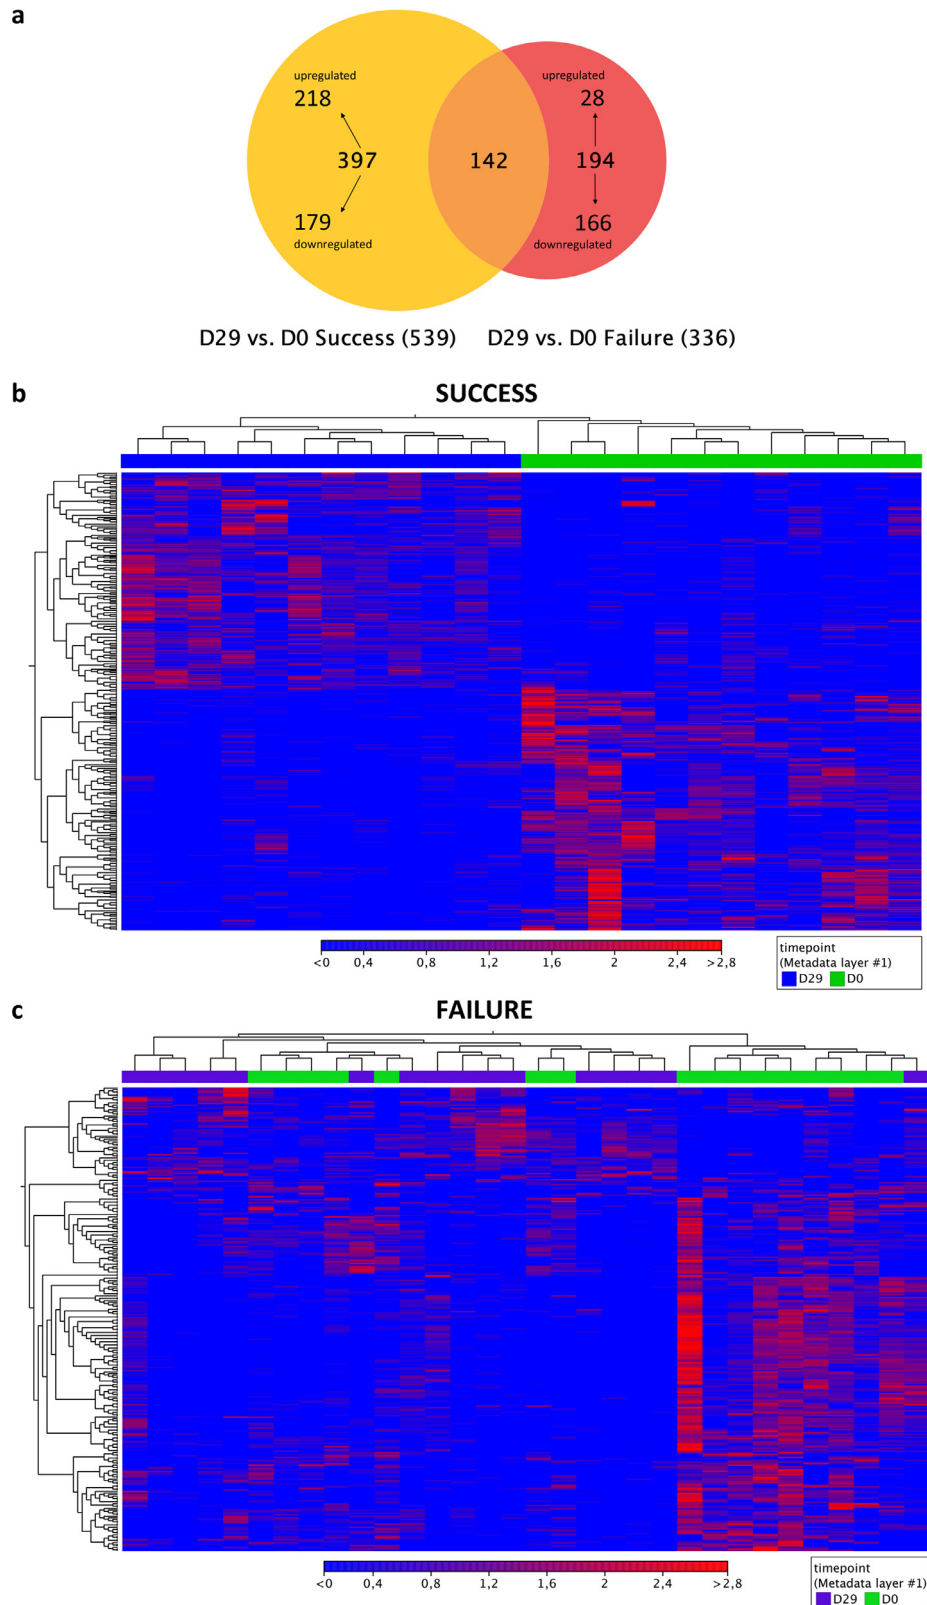 a
upregulated
218
upregulated
28
397
142
194
179
downregulated
166
downregulated
D29 vs. D0 Success (539)
D29 vs. D0 Failure (336)
b
SUCCESS
<0 0,4 0,8 1,2 1,6 2 2,4 >2,8
timepoint
(Metadata layer #1)
D29 D0
c
FAILURE
<0 0,4 0,8 1,2 1,6 2 2,4 >2,8
timepoint
(Metadata layer #1)
D29 D0